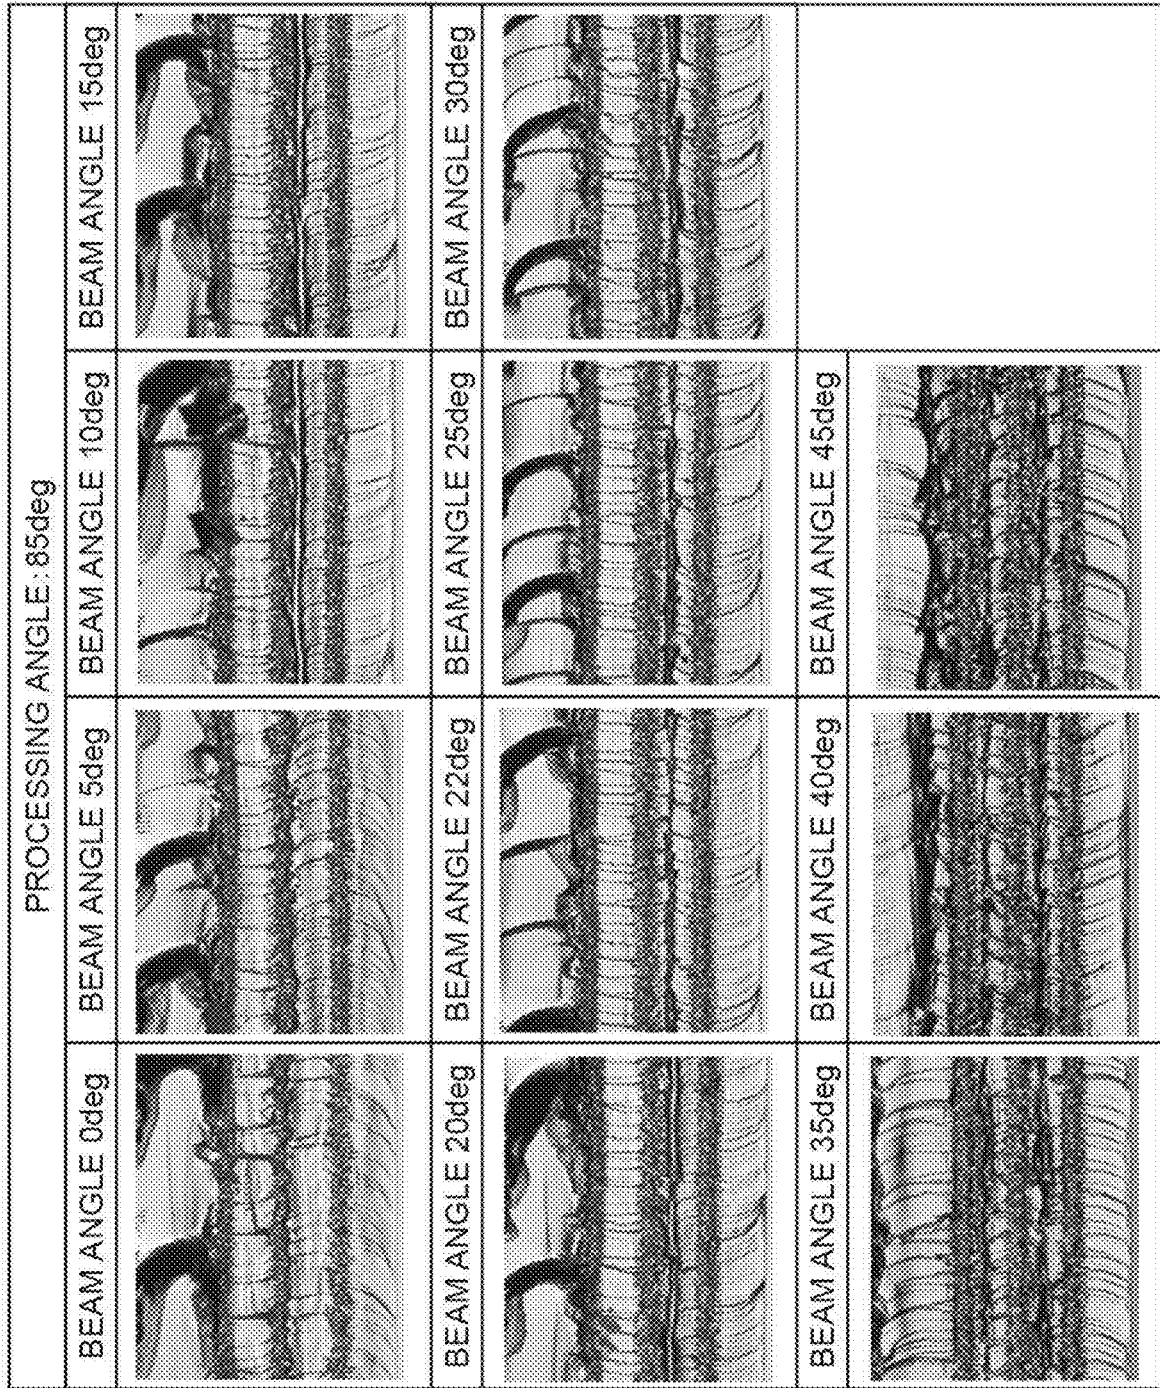 PROCESSING ANGLE:85deg
BEAM ANGLE 0deg
BEAM ANGLE 5deg
BEAM ANGLE 10deg
BEAM ANGLE 15deg
BEAM ANGLE 20deg
BEAM ANGLE 22deg
BEAM ANGLE 25deg
BEAM ANGLE 30deg
BEAM ANGLE 35deg
BEAM ANGLE 40deg
BEAM ANGLE 45deg